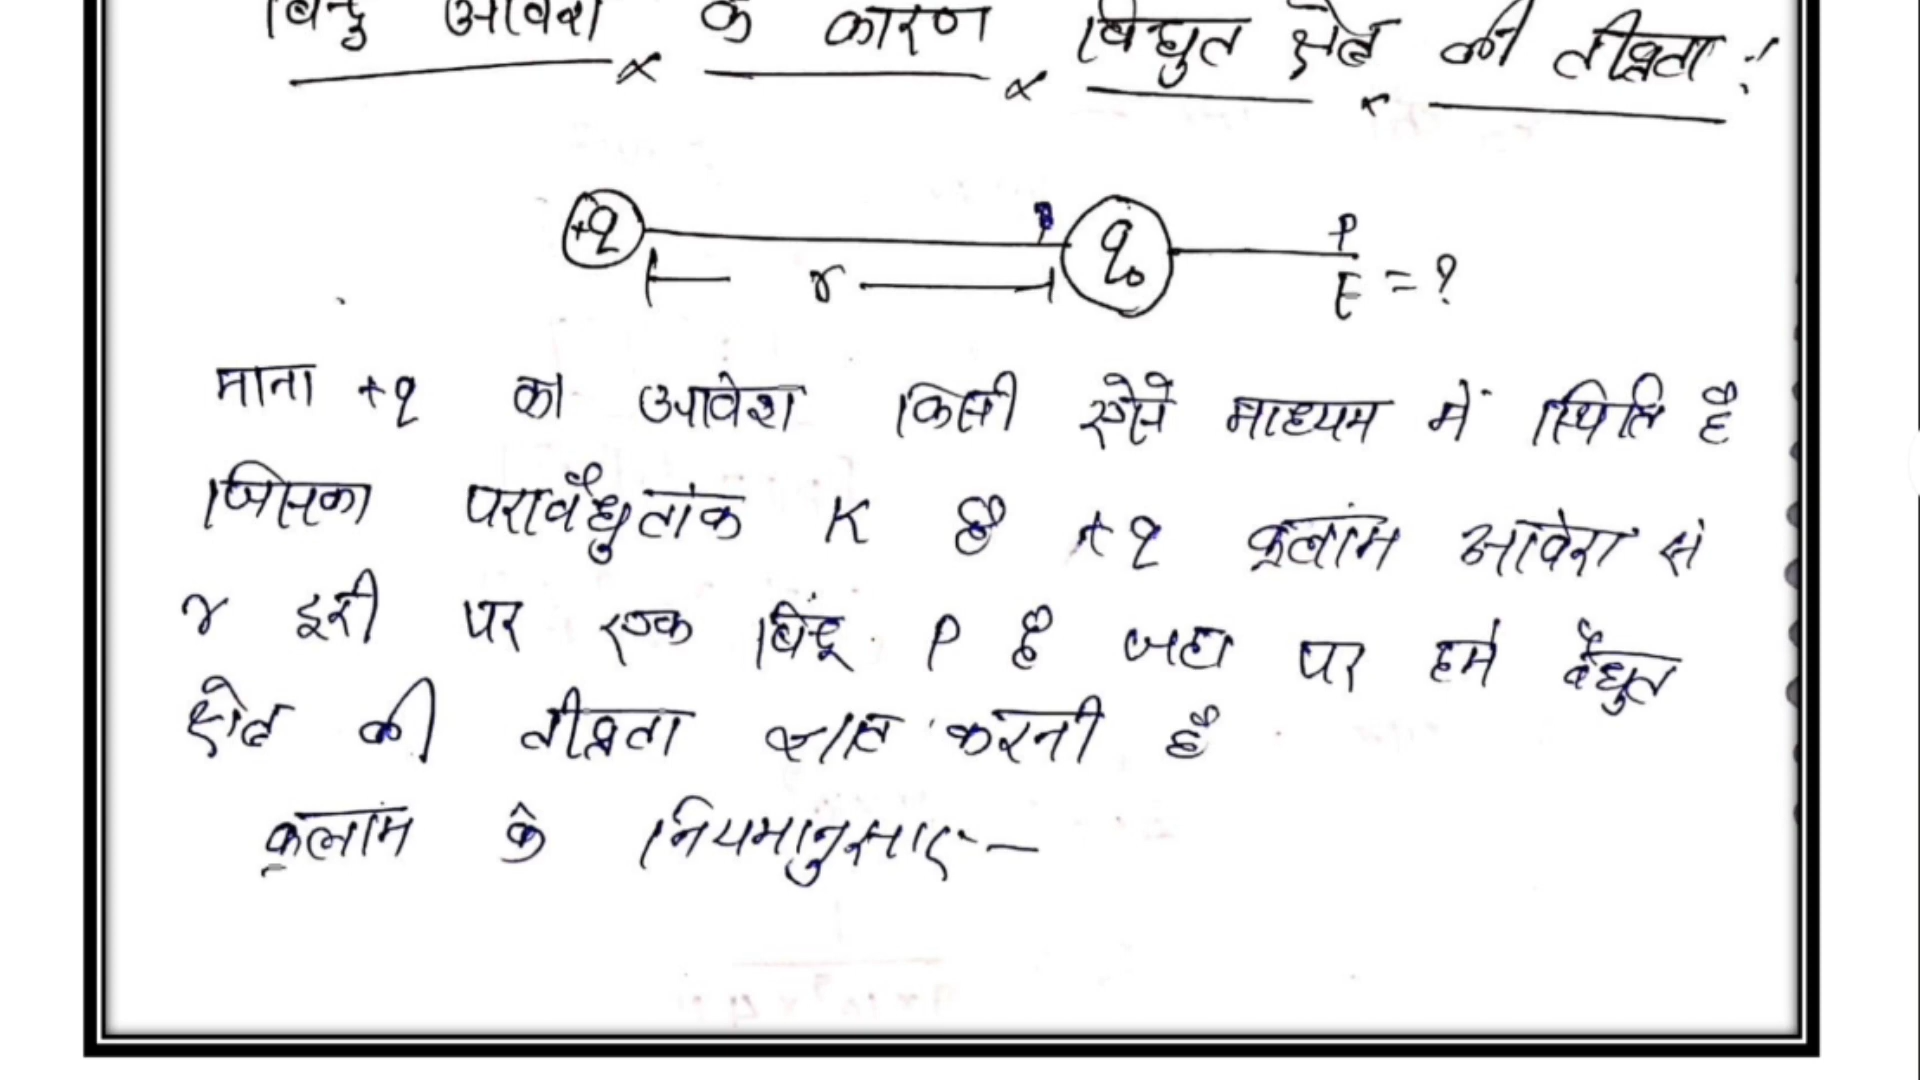 बिन्दु आवेश के कारण विधुत क्षेत्र की तीव्रता :
+q r q₀ P
E = ?
माना +q का आवेश किसी ऐसे माध्यम में स्थिति है
जिसका परावैधुतांक K है +q कूलाम आवेश से
r दूरी पर एक बिंदू P है जहा पर हमे वैधुत
क्षेत्र की तीव्रता ज्ञात करनी है
कूलाम के नियमानुसार -